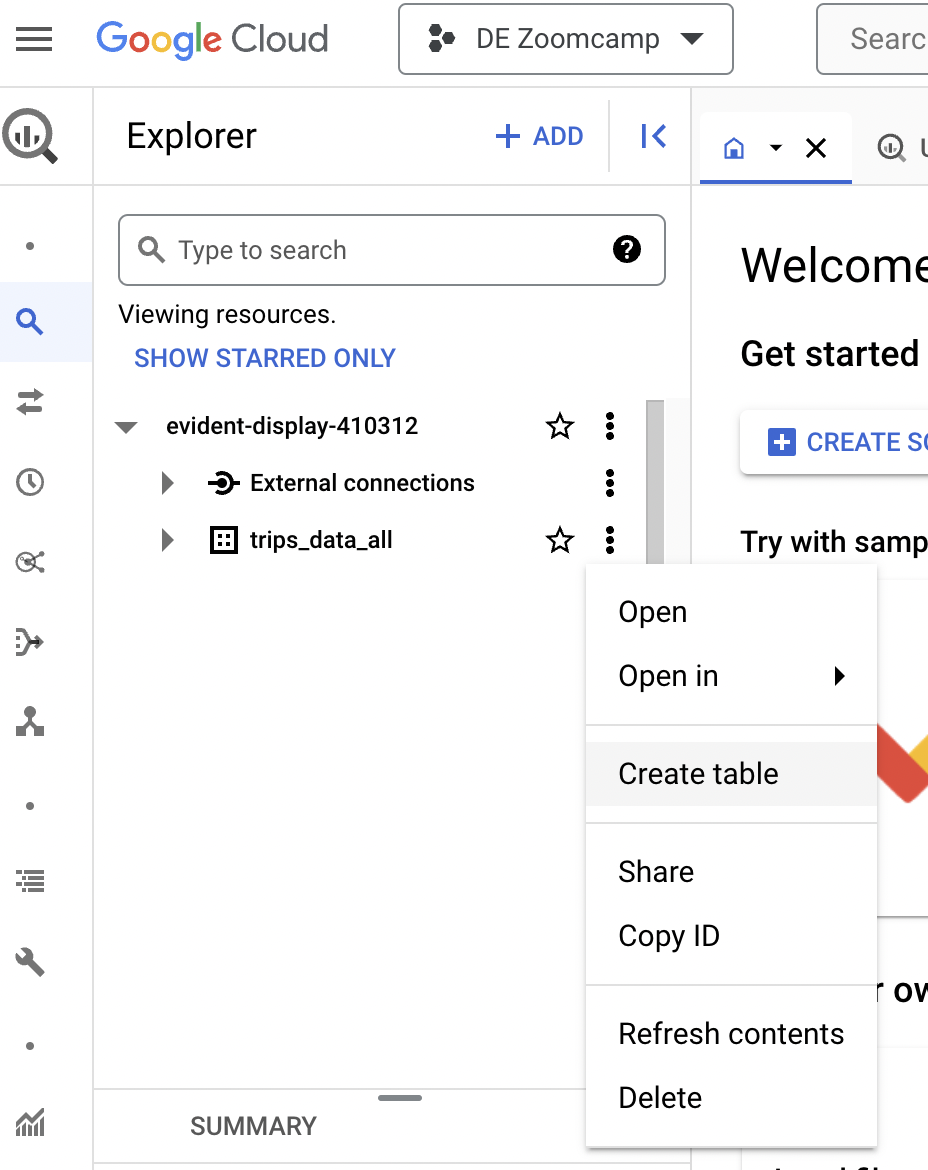 Google Cloud
DE Zoomcamp
Searc
Explorer
+ ADD
Type to search
Viewing resources.
SHOW STARRED ONLY
evident-display-410312
External connections
trips_data_all
Open
Open in
Create table
Share
Copy ID
Refresh contents
Delete
SUMMARY
Welcome
Get started
CREATE SC
Try with samp
r ow